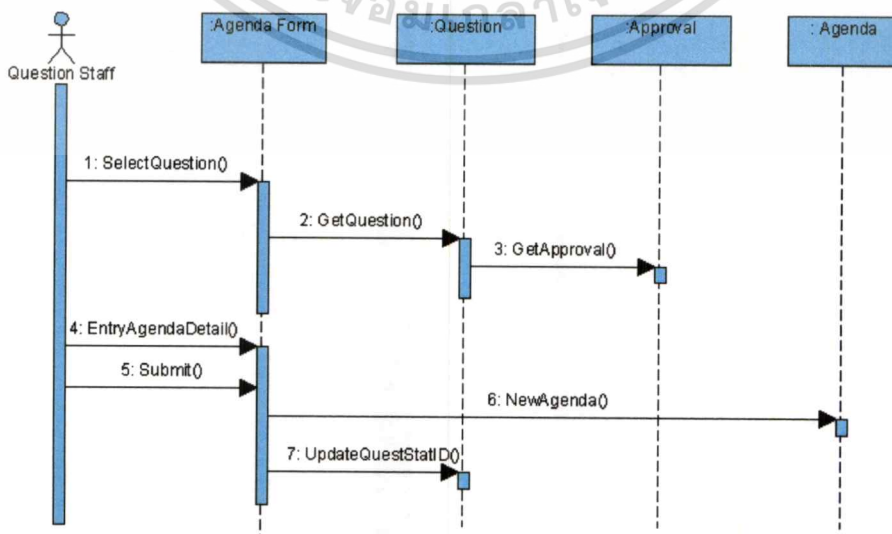 :Agenda Form
:Question
:Approval
: Agenda
Question Staff
1: SelectQuestion()
2: GetQuestion()
3: GetApproval()
4: EntryAgendaDetail()
5: Submit()
6: NewAgenda()
7: UpdateQuestStatID()